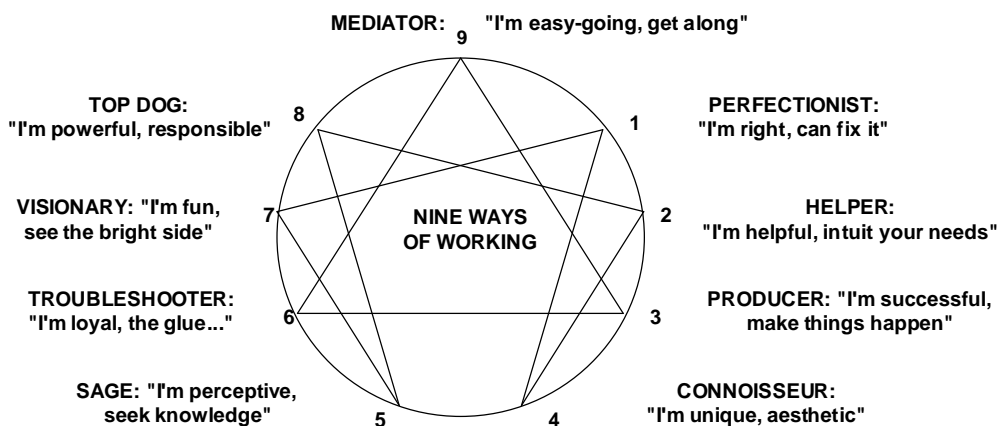 MEDIATOR: "I'm easy-going, get along"
9
TOP DOG:
"I'm powerful, responsible"
8
PERFECTIONIST:
"I'm right, can fix it"
1
VISIONARY: "I'm fun,
see the bright side"
7
NINE WAYS
OF WORKING
2
HELPER:
"I'm helpful, intuit your needs"
TROUBLESHOOTER:
"I'm loyal, the glue..."
6
3
PRODUCER: "I'm successful,
make things happen"
SAGE: "I'm perceptive,
seek knowledge"
5
4
CONNOISSEUR:
"I'm unique, aesthetic"